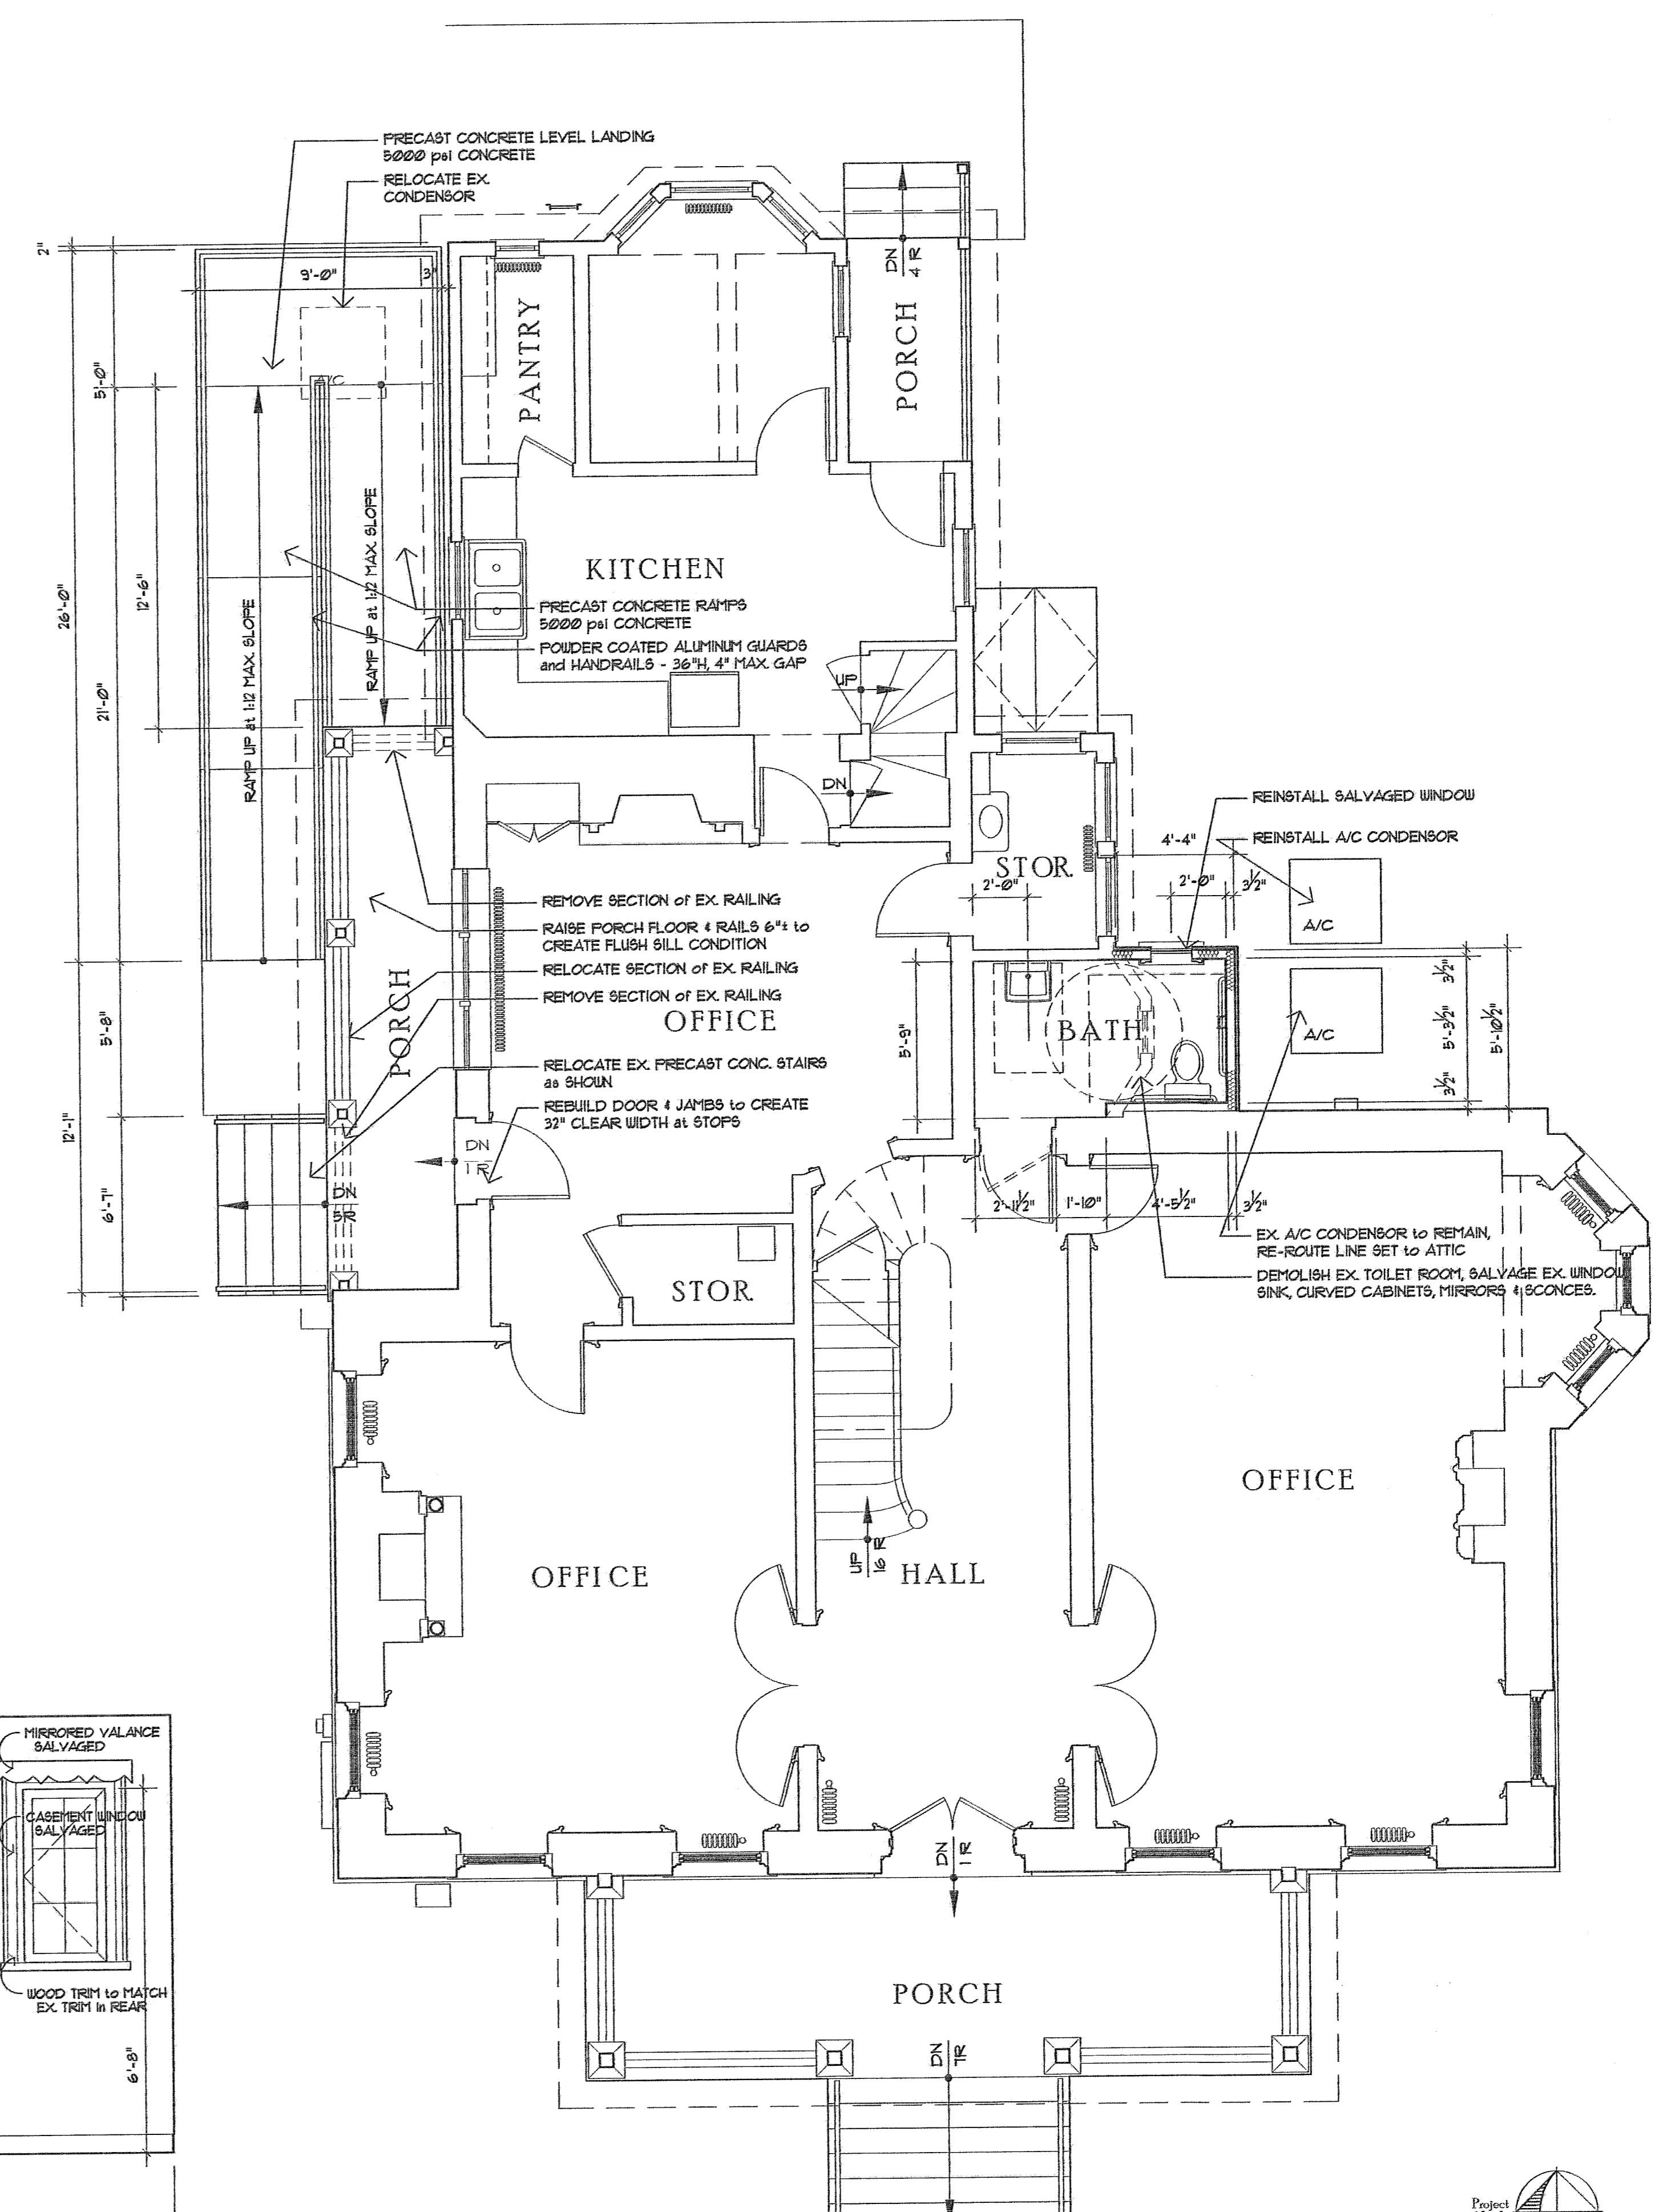 PRECAST CONCRETE LEVEL LANDING
5000 psi CONCRETE
RELOCATE EX.
CONDENSOR
2"
9'-0"
3"
DN
4 R
PORCH
PANTRY
5'-0"
A/C
26'-0"
21'-0"
12'-6"
RAMP UP at 1:12 MAX. SLOPE
RAMP UP at 1:12 MAX. SLOPE
KITCHEN
PRECAST CONCRETE RAMPS
5000 psi CONCRETE
POWDER COATED ALUMINUM GUARDS
and HANDRAILS - 36"H, 4" MAX. GAP
UP
DN
REINSTALL SALVAGED WINDOW
REINSTALL A/C CONDENSOR
4'-4"
STOR.
2'-0"
2'-0"
3½"
A/C
REMOVE SECTION of EX. RAILING
RAISE PORCH FLOOR & RAILS 6"± to
CREATE FLUSH SILL CONDITION
RELOCATE SECTION of EX. RAILING
REMOVE SECTION of EX. RAILING
PORCH
OFFICE
BATH
A/C
5'-9"
3½"
5'-3½"
3½"
5'-10½"
5'-8"
12'-1"
6'-7"
RELOCATE EX. PRECAST CONC. STAIRS
as SHOWN
REBUILD DOOR & JAMBS to CREATE
32" CLEAR WIDTH at STOPS
DN
1 R
DN
5R
2'-11½"
1'-10"
4'-5½"
3½"
EX. A/C CONDENSOR to REMAIN,
RE-ROUTE LINE SET to ATTIC
DEMOLISH EX. TOILET ROOM, SALVAGE EX. WINDOW
SINK, CURVED CABINETS, MIRRORS & SCONCES.
STOR.
OFFICE
OFFICE
UP
16 R
HALL
MIRRORED VALANCE
SALVAGED
CASEMENT WINDOW
SALVAGED
WOOD TRIM to MATCH
EX. TRIM in REAR
6'-8"
DN
1 R
PORCH
DN
7R
Project